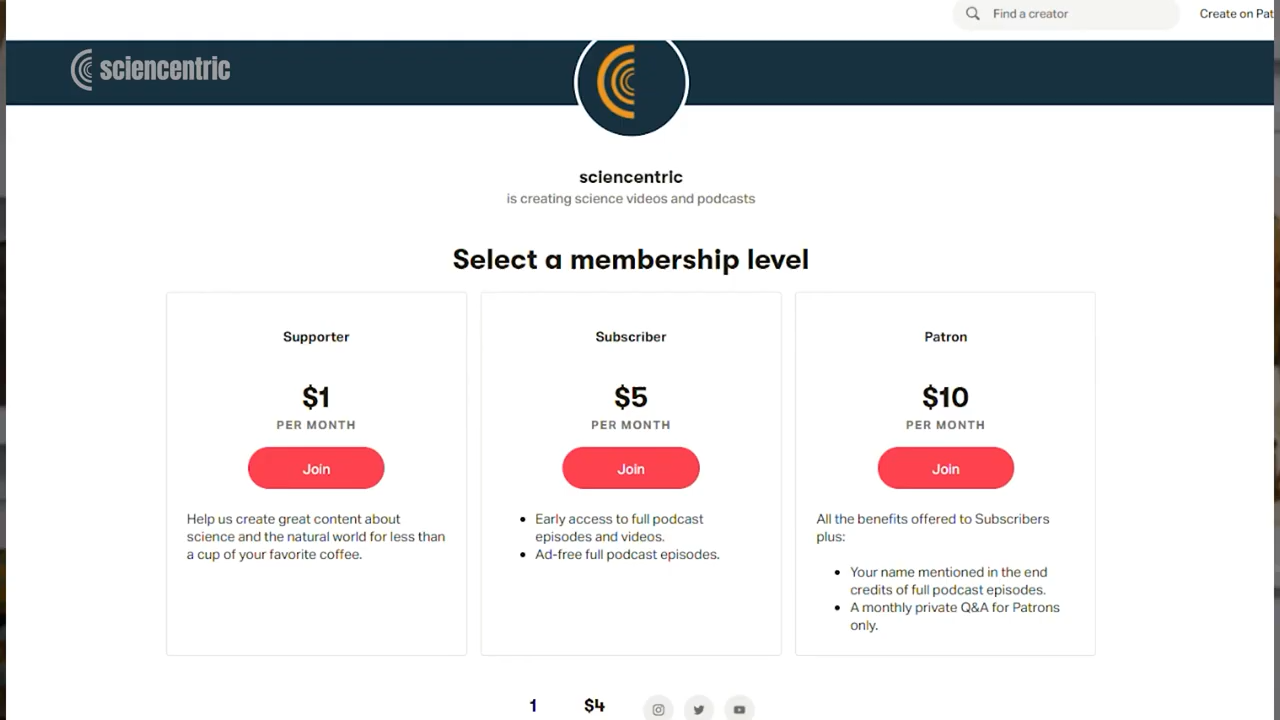 Find a creator
Create on Pat
sciencentric
sciencentric
is creating science videos and podcasts
Select a membership level
Supporter
$1
PER MONTH
Join
Help us create great content about
science and the natural world for less than
a cup of your favorite coffee.
Subscriber
$5
PER MONTH
Join
• Early access to full podcast
episodes and videos.
• Ad-free full podcast episodes.
Patron
$10
PER MONTH
Join
All the benefits offered to Subscribers
plus:
• Your name mentioned in the end
credits of full podcast episodes.
• A monthly private Q&A for Patrons
only.
1
$4